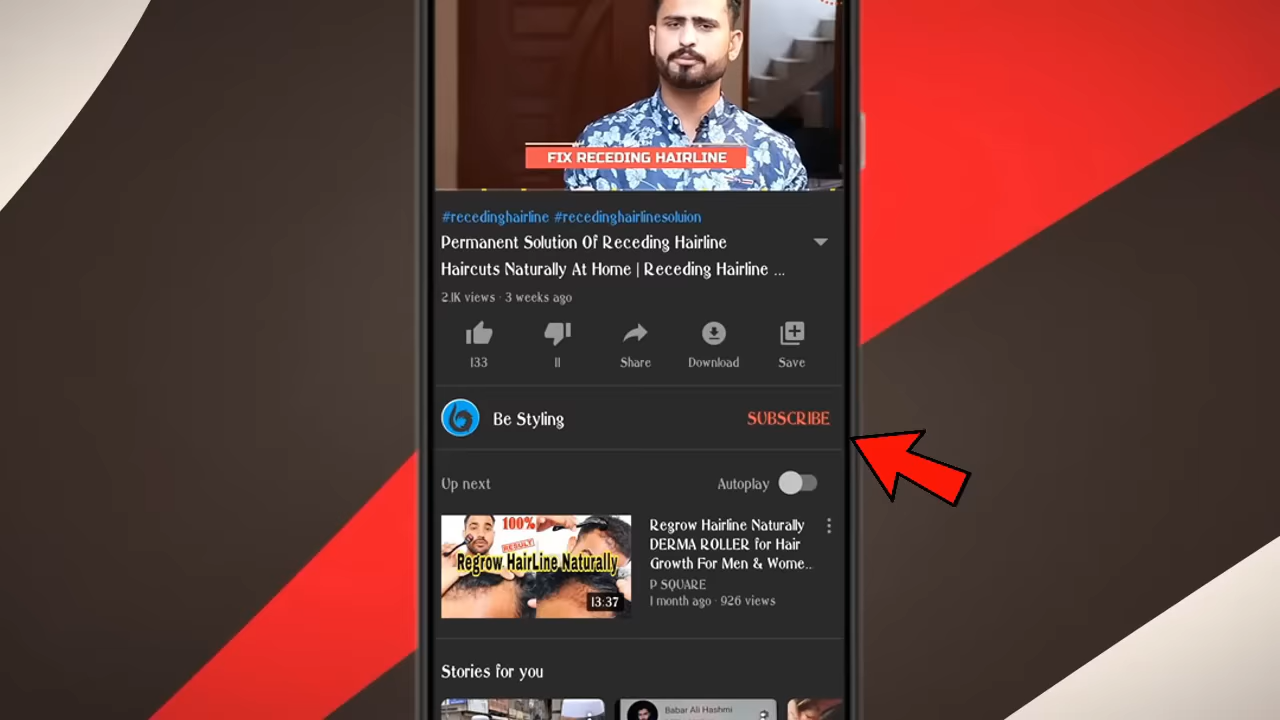 FIX RECEDING HAIRLINE
#recedinghairline #recedinghairlinesoluion
Permanent Solution Of Receding Hairline
Haircuts Naturally At Home | Receding Hairline ...
2.1K views · 3 weeks ago
133
11
Share
Download
Save
Be Styling
SUBSCRIBE
Up next
Autoplay
100%
RESULT
Regrow HairLine Naturally
13:37
Regrow Hairline Naturally
DERMA ROLLER for Hair
Growth For Men & Wome..
P SQUARE
1 month ago · 926 views
Stories for you
Babar Ali Hashmi